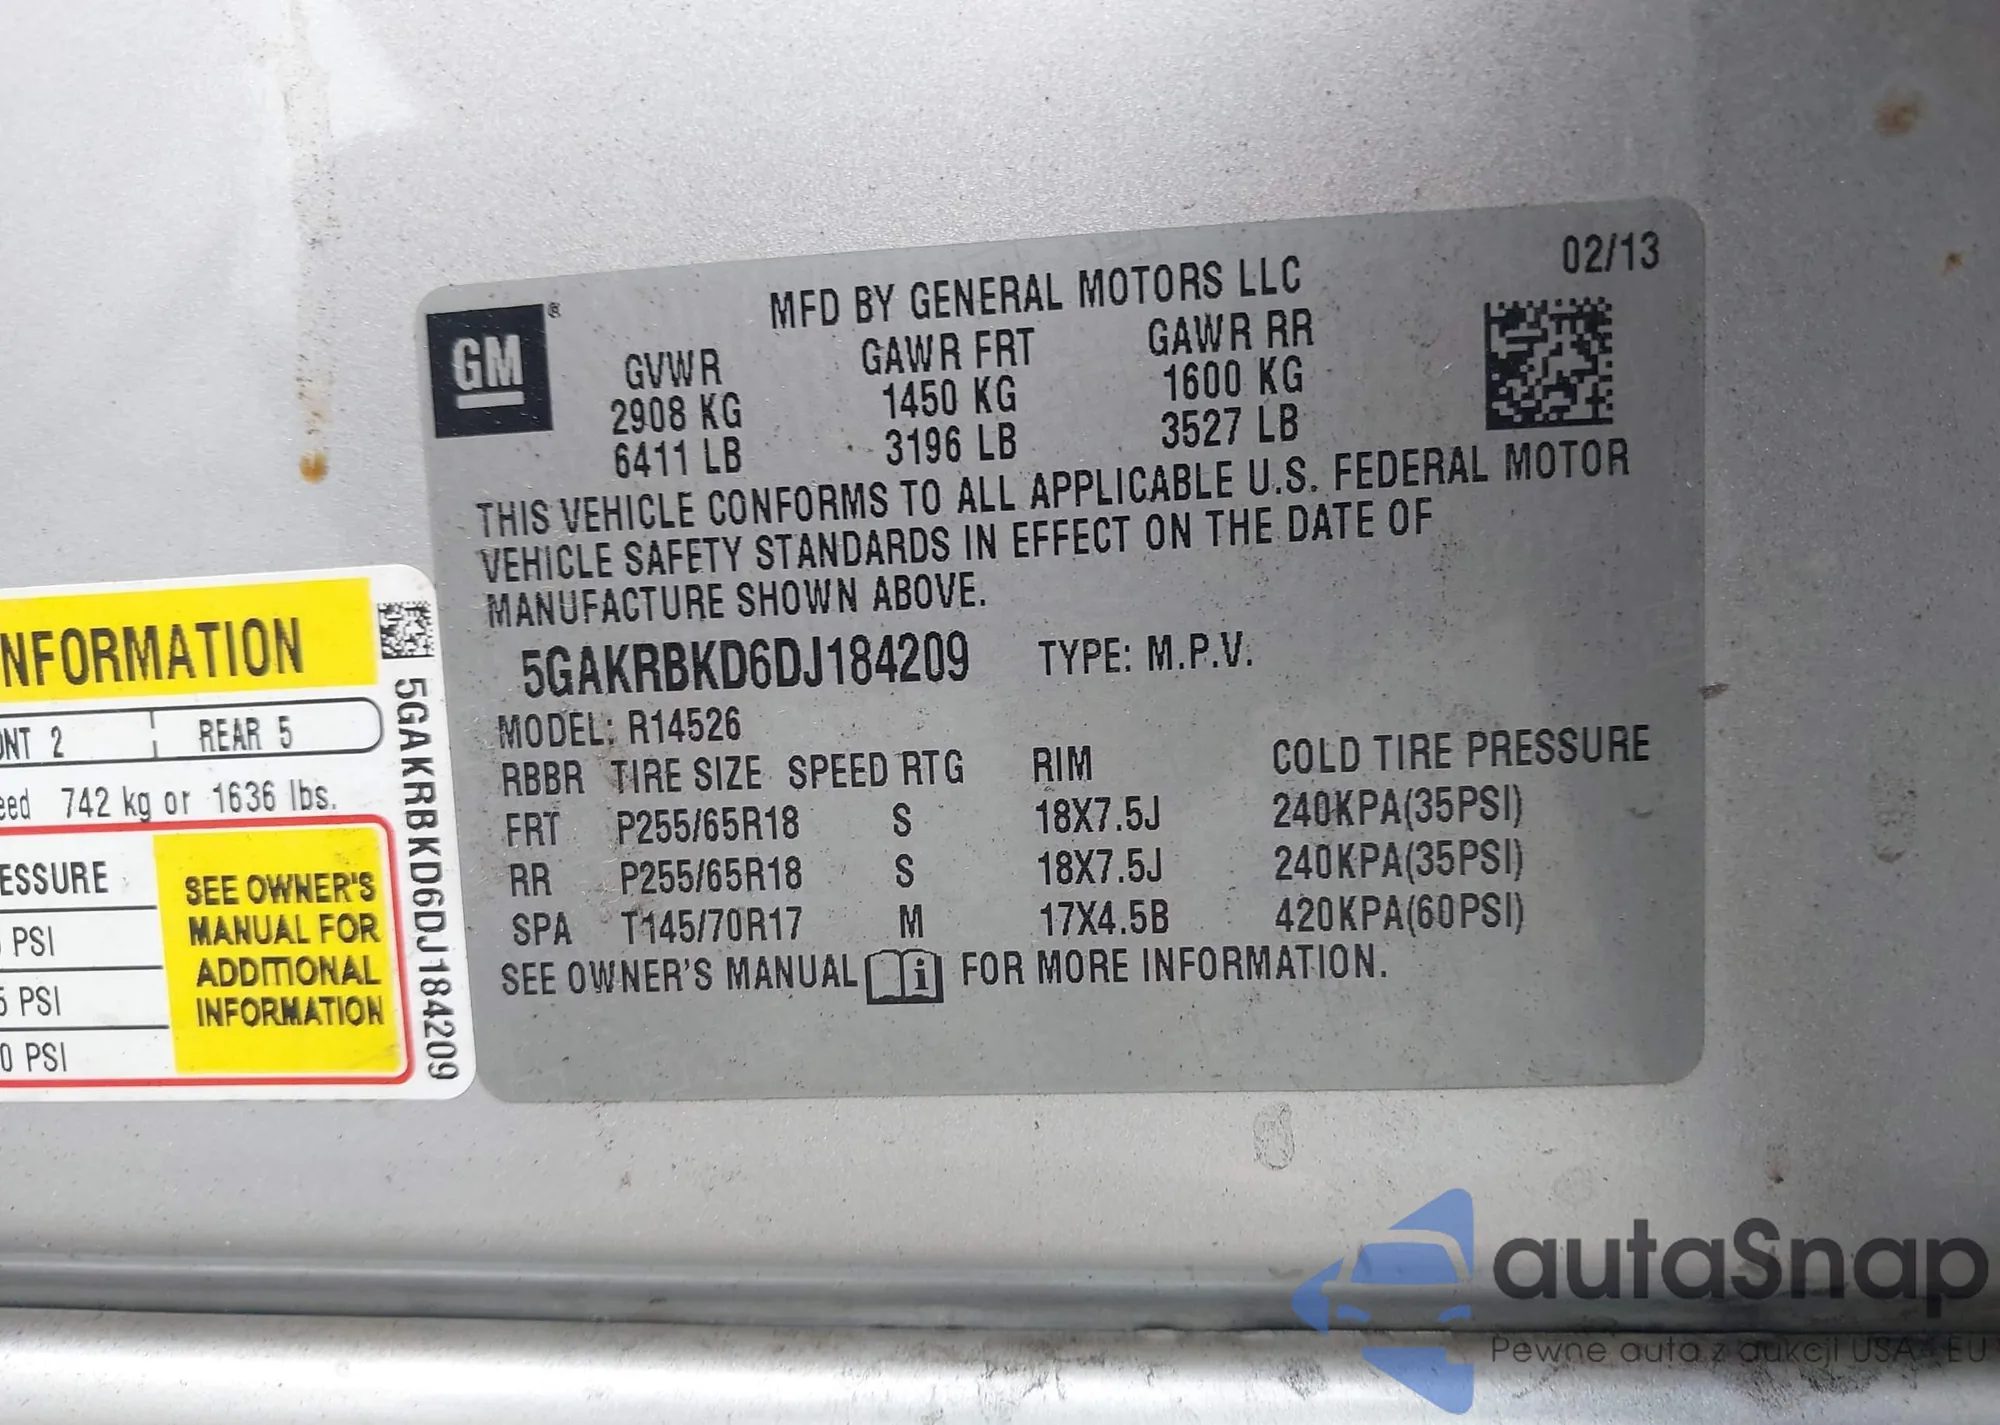 02/13
MFD BY GENERAL MOTORS LLC
GM ®
GVWR GAWR FRT GAWR RR
2908 KG 1450 KG 1600 KG
6411 LB 3196 LB 3527 LB
THIS VEHICLE CONFORMS TO ALL APPLICABLE U.S. FEDERAL MOTOR
VEHICLE SAFETY STANDARDS IN EFFECT ON THE DATE OF
MANUFACTURE SHOWN ABOVE.
5GAKRBKD6DJ184209 TYPE: M.P.V.
MODEL: R14526
RBBR TIRE SIZE SPEED RTG RIM COLD TIRE PRESSURE
FRT P255/65R18 S 18X7.5J 240KPA(35PSI)
RR P255/65R18 S 18X7.5J 240KPA(35PSI)
SPA T145/70R17 M 17X4.5B 420KPA(60PSI)
SEE OWNER'S MANUAL i FOR MORE INFORMATION.
NFORMATION
ONT 2 REAR 5
eed 742 kg or 1636 lbs.
ESSURE
PSI
5 PSI
0 PSI
SEE OWNER'S
MANUAL FOR
ADDITIONAL
INFORMATION
5GAKRBKD6DJ184209
autaSnap
Pewne auta z aukcji USA i EU